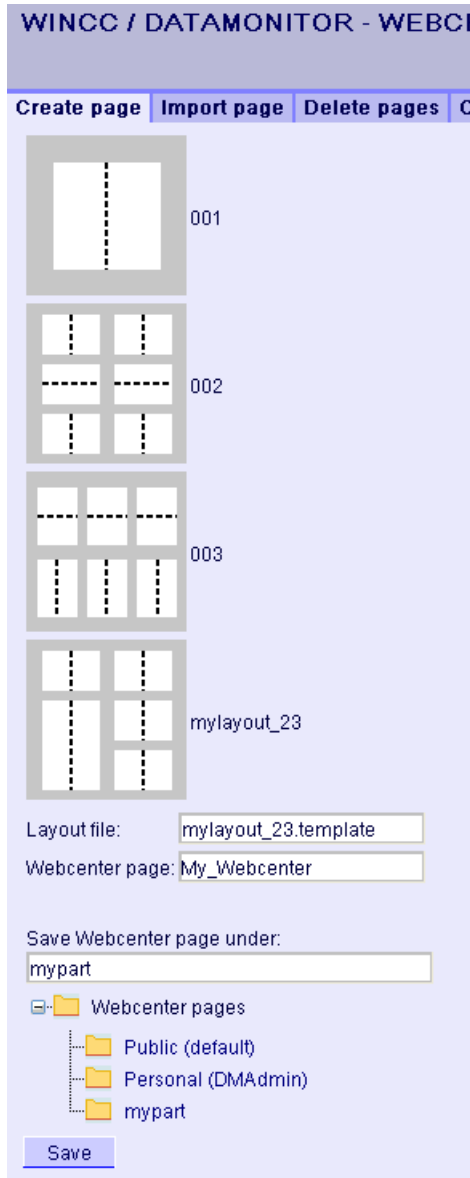 WINCC / DATAMONITOR - WEBC
Create page Import page Delete pages
001
002
003
mylayout_23
Layout file: mylayout_23.template
Webcenter page: My_Webcenter
Save Webcenter page under:
mypart
Webcenter pages
Public (default)
Personal (DMAdmin)
mypart
Save